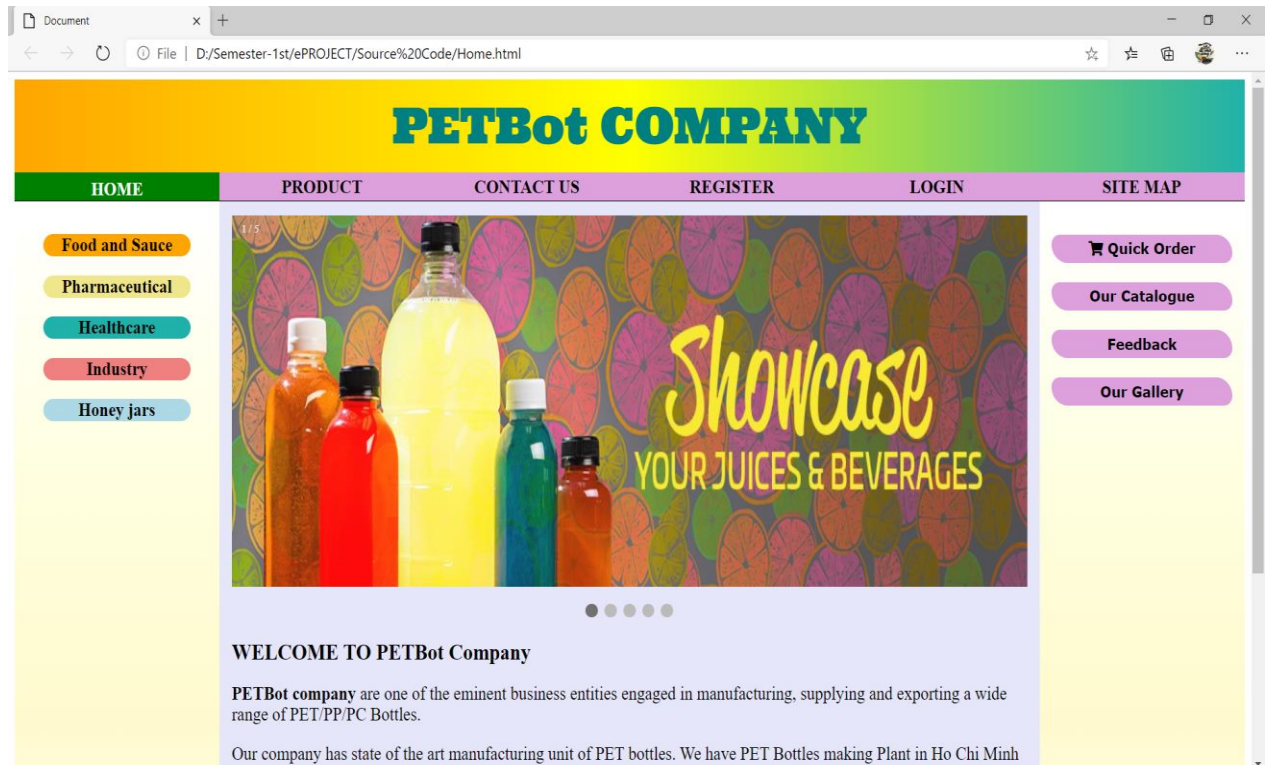 Document
File | D:/Semester-1st/ePROJECT/Source%20Code/Home.html
PETBot COMPANY
HOME PRODUCT CONTACT US REGISTER LOGIN SITE MAP
Food and Sauce
Pharmaceutical
Healthcare
Industry
Honey jars
1 / 5
Showcase
YOUR JUICES & BEVERAGES
Quick Order
Our Catalogue
Feedback
Our Gallery
WELCOME TO PETBot Company
PETBot company are one of the eminent business entities engaged in manufacturing, supplying and exporting a wide
range of PET/PP/PC Bottles.
Our company has state of the art manufacturing unit of PET bottles. We have PET Bottles making Plant in Ho Chi Minh